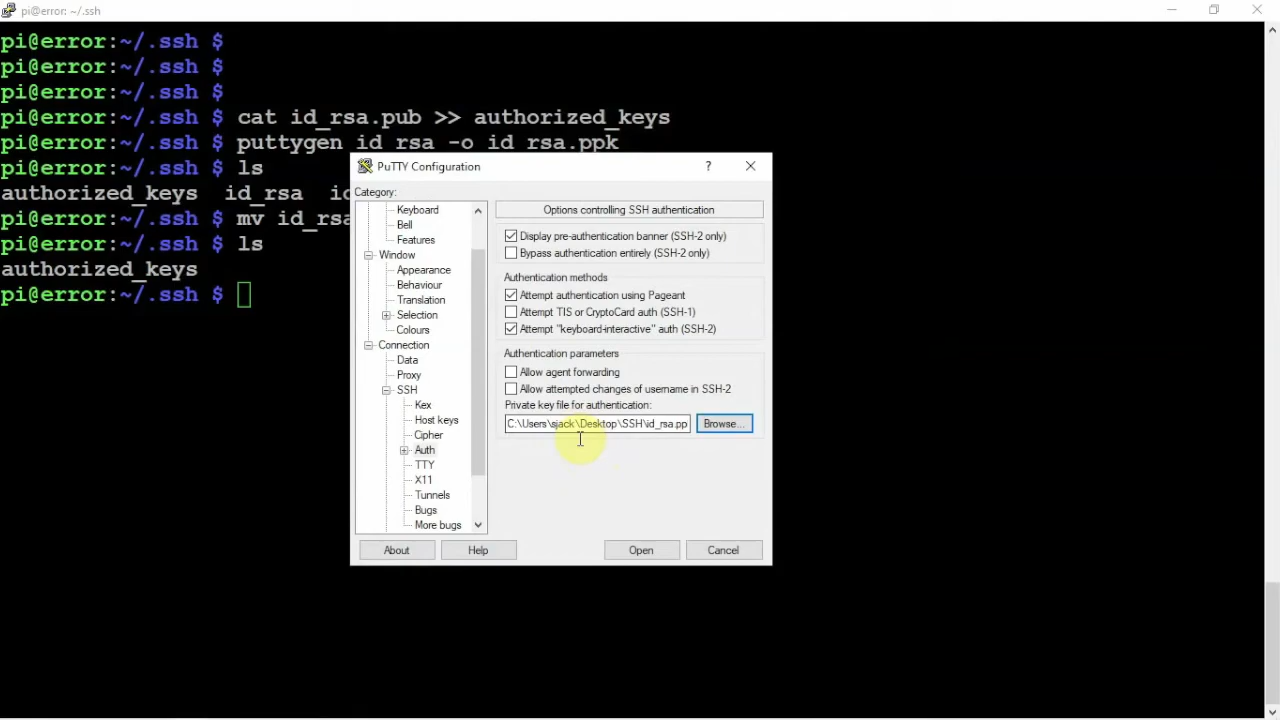 pi@error: ~/.ssh
pi@error:~/.ssh $
pi@error:~/.ssh $
pi@error:~/.ssh $
pi@error:~/.ssh $ cat id_rsa.pub >> authorized_keys
pi@error:~/.ssh $ puttygen id_rsa -o id_rsa.ppk
pi@error:~/.ssh $ ls
authorized_keys id_rsa
pi@error:~/.ssh $ mv id_rsa
pi@error:~/.ssh $ ls
authorized_keys
pi@error:~/.ssh $
PuTTY Configuration
?
Category:
Keyboard
Bell
Features
Window
Appearance
Behaviour
Translation
Selection
Colours
Connection
Data
Proxy
SSH
Kex
Host keys
Cipher
Auth
TTY
X11
Tunnels
Bugs
More bugs
Options controlling SSH authentication
Display pre-authentication banner (SSH-2 only)
Bypass authentication entirely (SSH-2 only)
Authentication methods
Attempt authentication using Pageant
Attempt TIS or CryptoCard auth (SSH-1)
Attempt "keyboard-interactive" auth (SSH-2)
Authentication parameters
Allow agent forwarding
Allow attempted changes of username in SSH-2
Private key file for authentication:
C:\Users\sjack\Desktop\SSH\id_rsa.pp
Browse...
About
Help
Open
Cancel